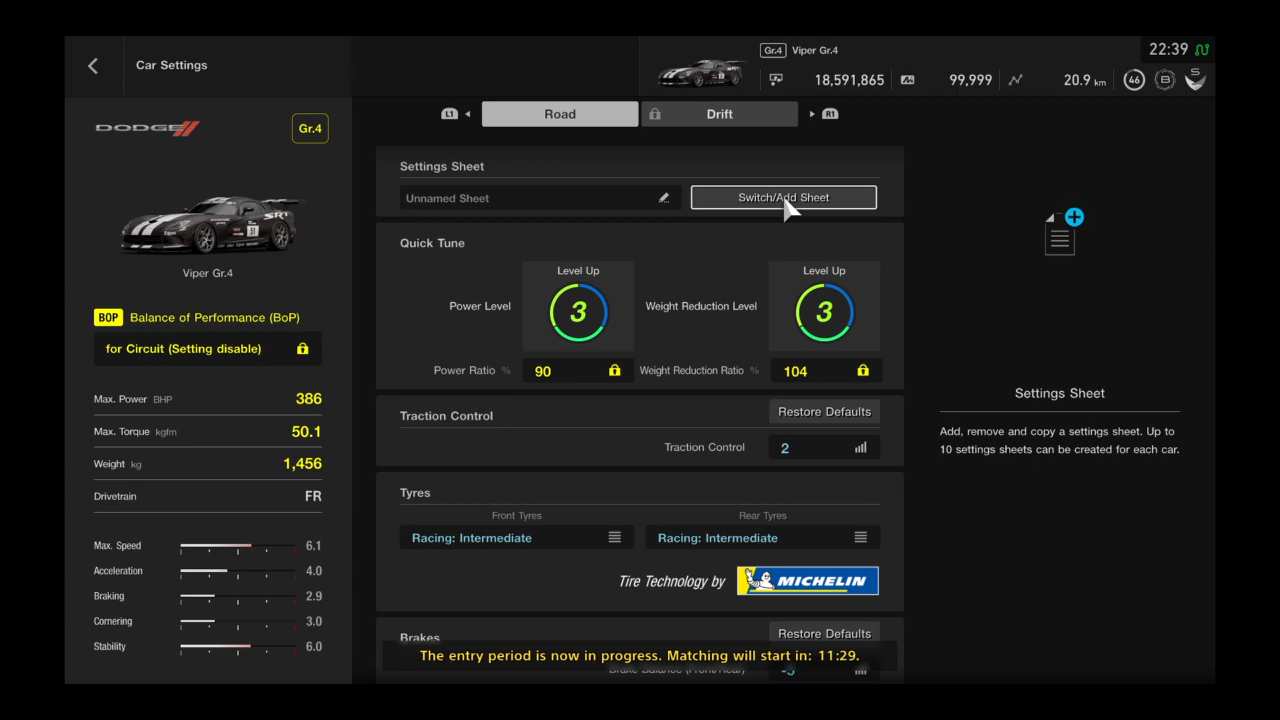 Car Settings
Gr.4 Viper Gr.4
22:39
18,591,865 99,999 20.9 km 46 B S
DODGE
Gr.4
L1 Road Drift R1
Settings Sheet
Unnamed Sheet Switch/Add Sheet
Quick Tune
Level Up Level Up
Power Level 3 Weight Reduction Level 3
Power Ratio % 90 Weight Reduction Ratio % 104
Viper Gr.4
BOP Balance of Performance (BoP)
for Circuit (Setting disable)
Max. Power BHP 386
Max. Torque kgfm 50.1
Weight kg 1,456
Drivetrain FR
Max. Speed 6.1
Acceleration 4.0
Braking 2.9
Cornering 3.0
Stability 6.0
Traction Control Restore Defaults
Traction Control 2
Tyres
Front Tyres Rear Tyres
Racing: Intermediate Racing: Intermediate
Tire Technology by MICHELIN
Brakes Restore Defaults
Brake Balance (Front/Rear) -5
The entry period is now in progress. Matching will start in: 11:29.
Settings Sheet
Add, remove and copy a settings sheet. Up to
10 settings sheets can be created for each car.